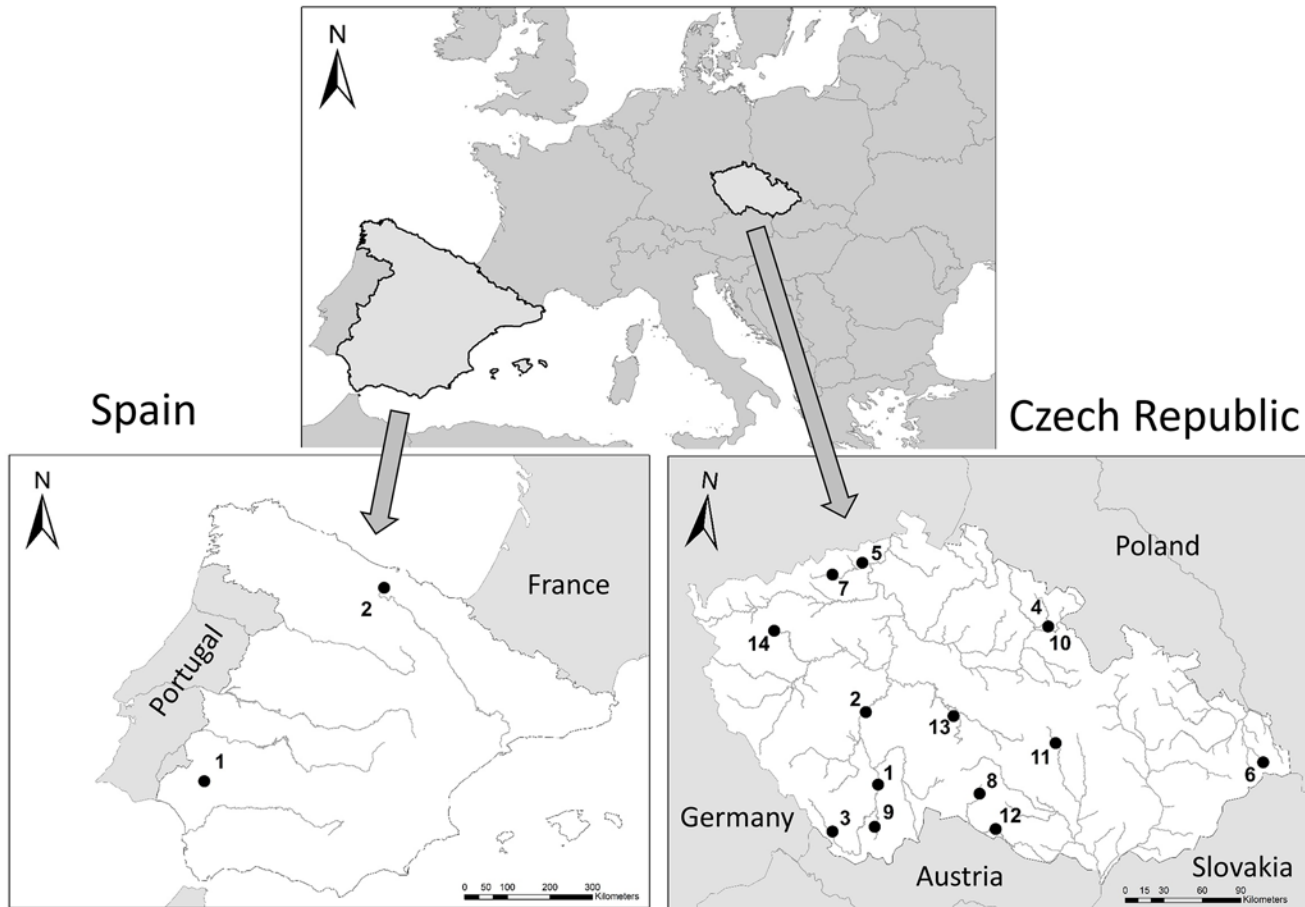 N
Spain
Czech Republic
N
France
Portugal
2
1
0 50 100 200 300
Kilometers
N
Poland
Germany
Austria
Slovakia
5
7
4
10
14
2
13
11
6
1
8
3
9
12
0 15 30 60 90
Kilometers